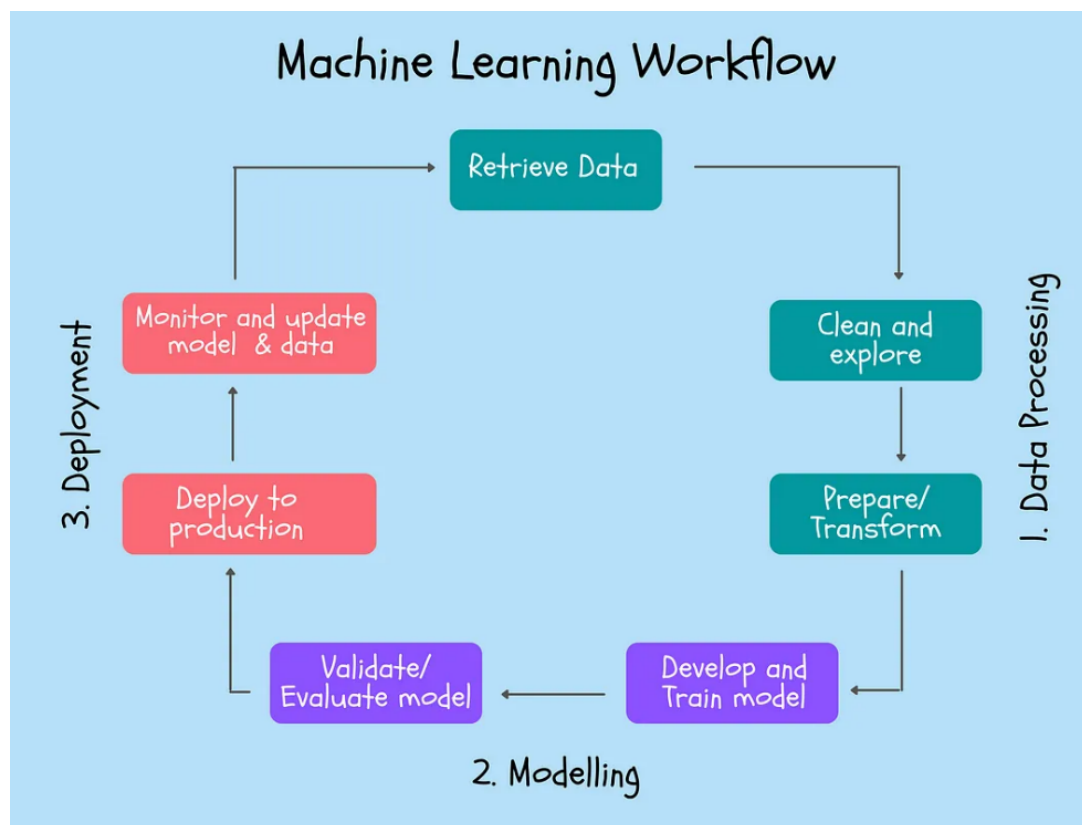 Machine Learning Workflow
Retrieve Data
Clean and
explore
Prepare/
Transform
1. Data Processing
Develop and
Train model
Validate/
Evaluate model
2. Modelling
Deploy to
production
Monitor and update
model & data
3. Deployment